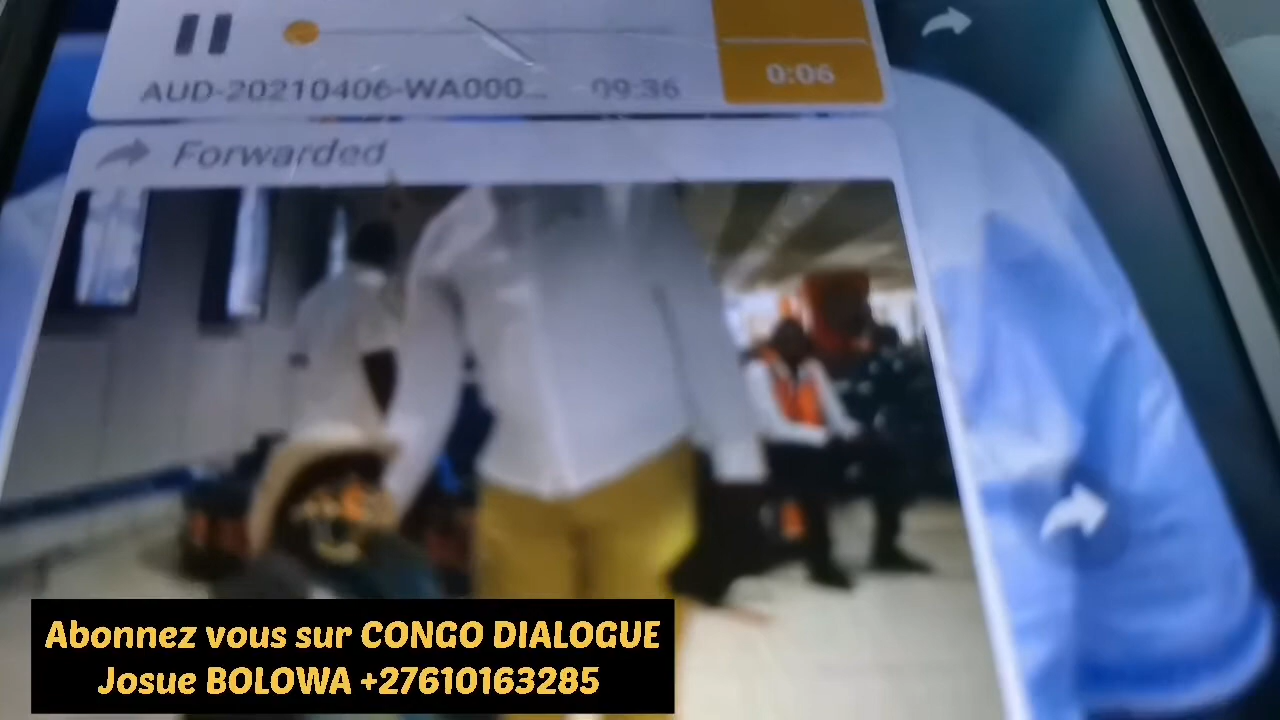 AUD-20210406-WA000... 09:36 0:06
Forwarded
Abonnez vous sur CONGO DIALOGUE
Josue BOLOWA +27610163285